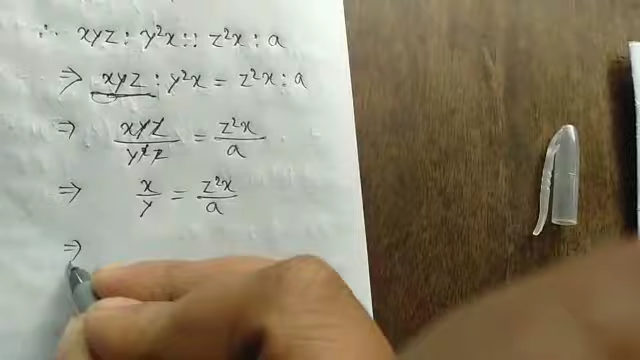 ∴ xyz : y²x :: z²x : a
⇒ xyz : y²x = z²x : a
⇒ xyz/y²z = z²x/a
⇒ x/y = z²x/a
⇒